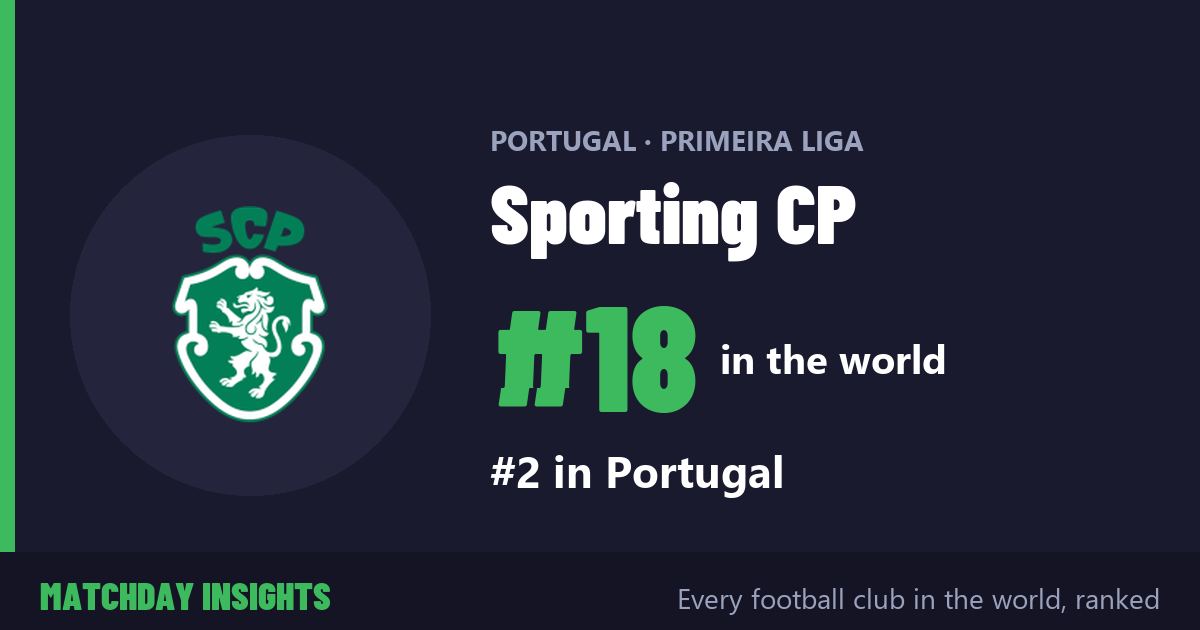 PORTUGAL · PRIMEIRA LIGA
Sporting CP
SCP
#18 in the world
#2 in Portugal
MATCHDAY INSIGHTS
Every football club in the world, ranked